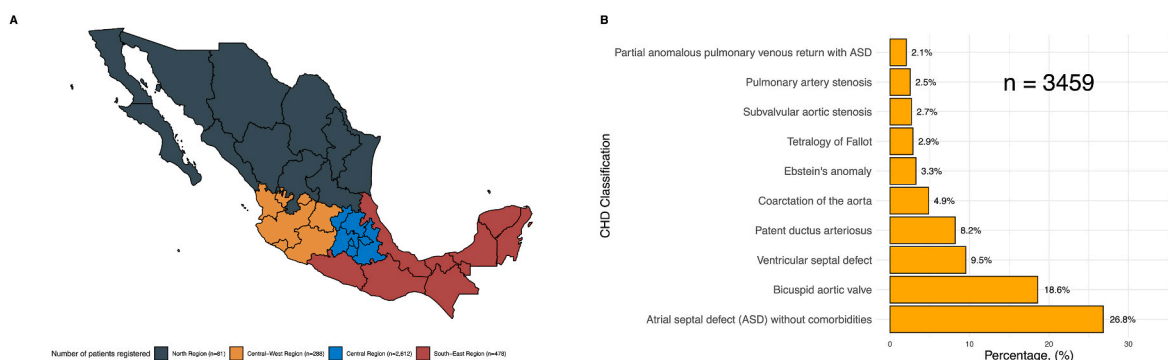 A
Number of patients registered
North Region (n=81)
Central-West Region (n=288)
Central Region (n=2,612)
South-East Region (n=478)
B
n = 3459
CHD Classification
Partial anomalous pulmonary venous return with ASD
2.1%
Pulmonary artery stenosis
2.5%
Subvalvular aortic stenosis
2.7%
Tetralogy of Fallot
2.9%
Ebstein's anomaly
3.3%
Coarctation of the aorta
4.9%
Patent ductus arteriosus
8.2%
Ventricular septal defect
9.5%
Bicuspid aortic valve
18.6%
Atrial septal defect (ASD) without comorbidities
26.8%
0
10
20
30
Percentage, (%)